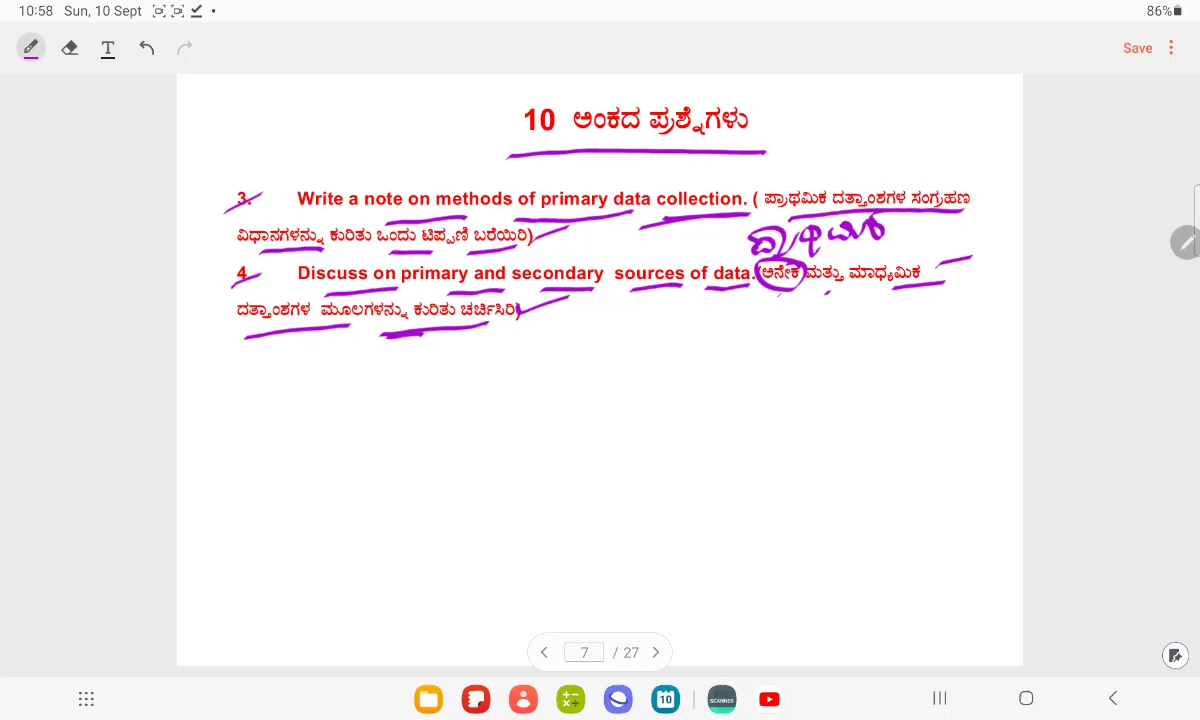 10:58 Sun, 10 Sept
86%
Save
10 ಅಂಕದ ಪ್ರಶ್ನೆಗಳು
3. Write a note on methods of primary data collection. ( ಪ್ರಾಥಮಿಕ ದತ್ತಾಂಶಗಳ ಸಂಗ್ರಹಣ
ವಿಧಾನಗಳನ್ನು ಕುರಿತು ಒಂದು ಟಿಪ್ಪಣಿ ಬರೆಯಿರಿ)
ಪ್ರಾಥಮಿಕ
4. Discuss on primary and secondary sources of data. (ಅನೇಕ ಮತ್ತು ಮಾಧ್ಯಮಿಕ
ದತ್ತಾಂಶಗಳ ಮೂಲಗಳನ್ನು ಕುರಿತು ಚರ್ಚಿಸಿರಿ)
7 / 27
10
SCANNER